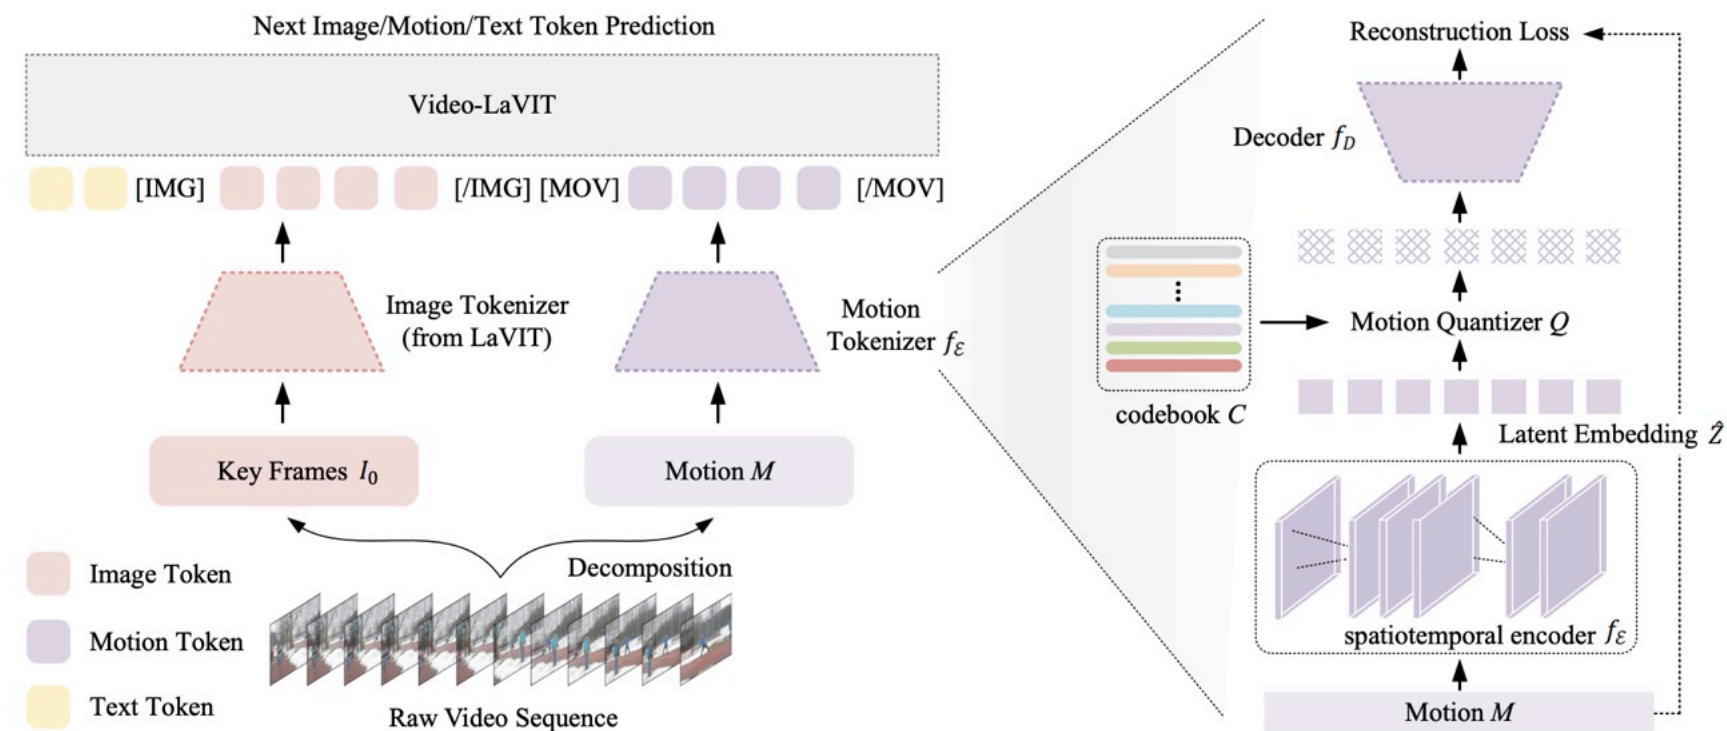 Next Image/Motion/Text Token Prediction
Video-LaVIT
[IMG] [/IMG] [MOV] [/MOV]
Image Tokenizer
(from LaVIT)
Motion
Tokenizer f_ℰ
Key Frames I₀
Motion M
Decomposition
Image Token
Motion Token
Text Token
Raw Video Sequence
Reconstruction Loss
Decoder f_D
Motion Quantizer Q
codebook C
Latent Embedding Ẑ
spatiotemporal encoder f_ℰ
Motion M